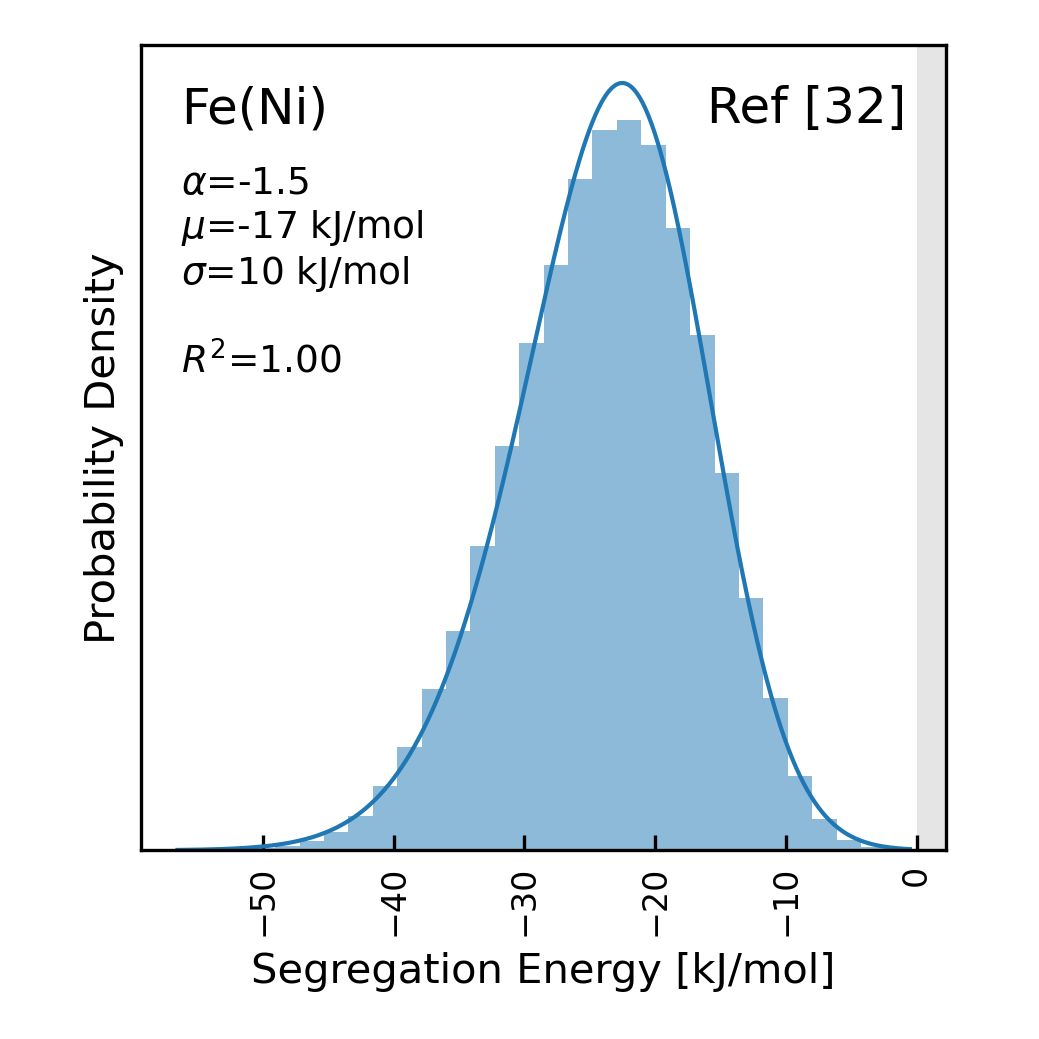 Fe(Ni)
Ref [32]
α=-1.5
μ=-17 kJ/mol
σ=10 kJ/mol
R²=1.00
Probability Density
−50
−40
−30
−20
−10
0
Segregation Energy [kJ/mol]